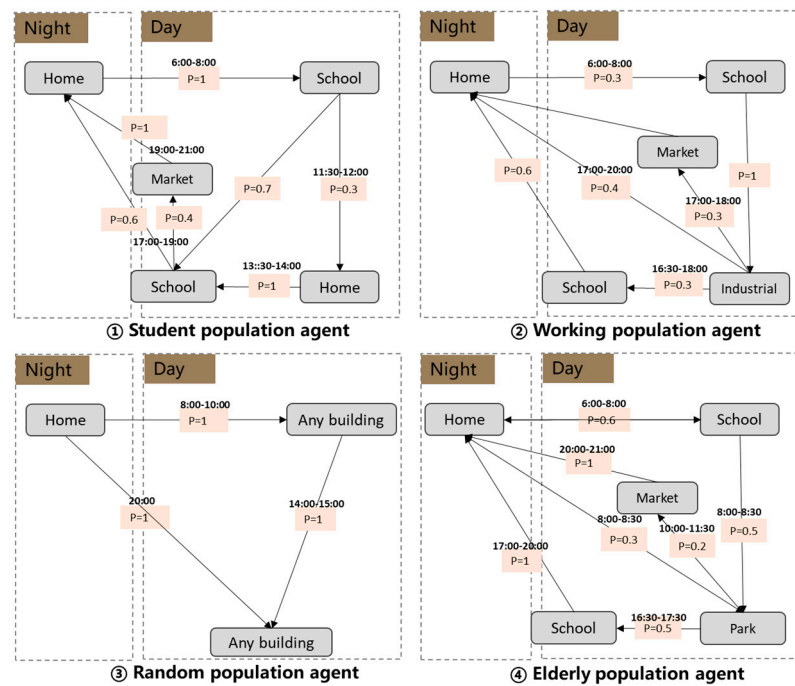 Night
Day
Home
6:00-8:00
P=1
School
P=1
19:00-21:00
Market
11:30-12:00
P=0.3
P=0.7
P=0.6
P=0.4
17:00-19:00
School
13::30-14:00
P=1
Home
① Student population agent
Night
Day
Home
6:00-8:00
P=0.3
School
Market
P=0.6
17:00-20:00
P=0.4
P=1
17:00-18:00
P=0.3
School
16:30-18:00
P=0.3
Industrial
② Working population agent
Night
Day
Home
8:00-10:00
P=1
Any building
20:00
P=1
14:00-15:00
P=1
Any building
③ Random population agent
Night
Day
Home
6:00-8:00
P=0.6
School
20:00-21:00
P=1
Market
8:00-8:30
P=0.3
10:00-11:30
P=0.2
8:00-8:30
P=0.5
17:00-20:00
P=1
School
16:30-17:30
P=0.5
Park
④ Elderly population agent